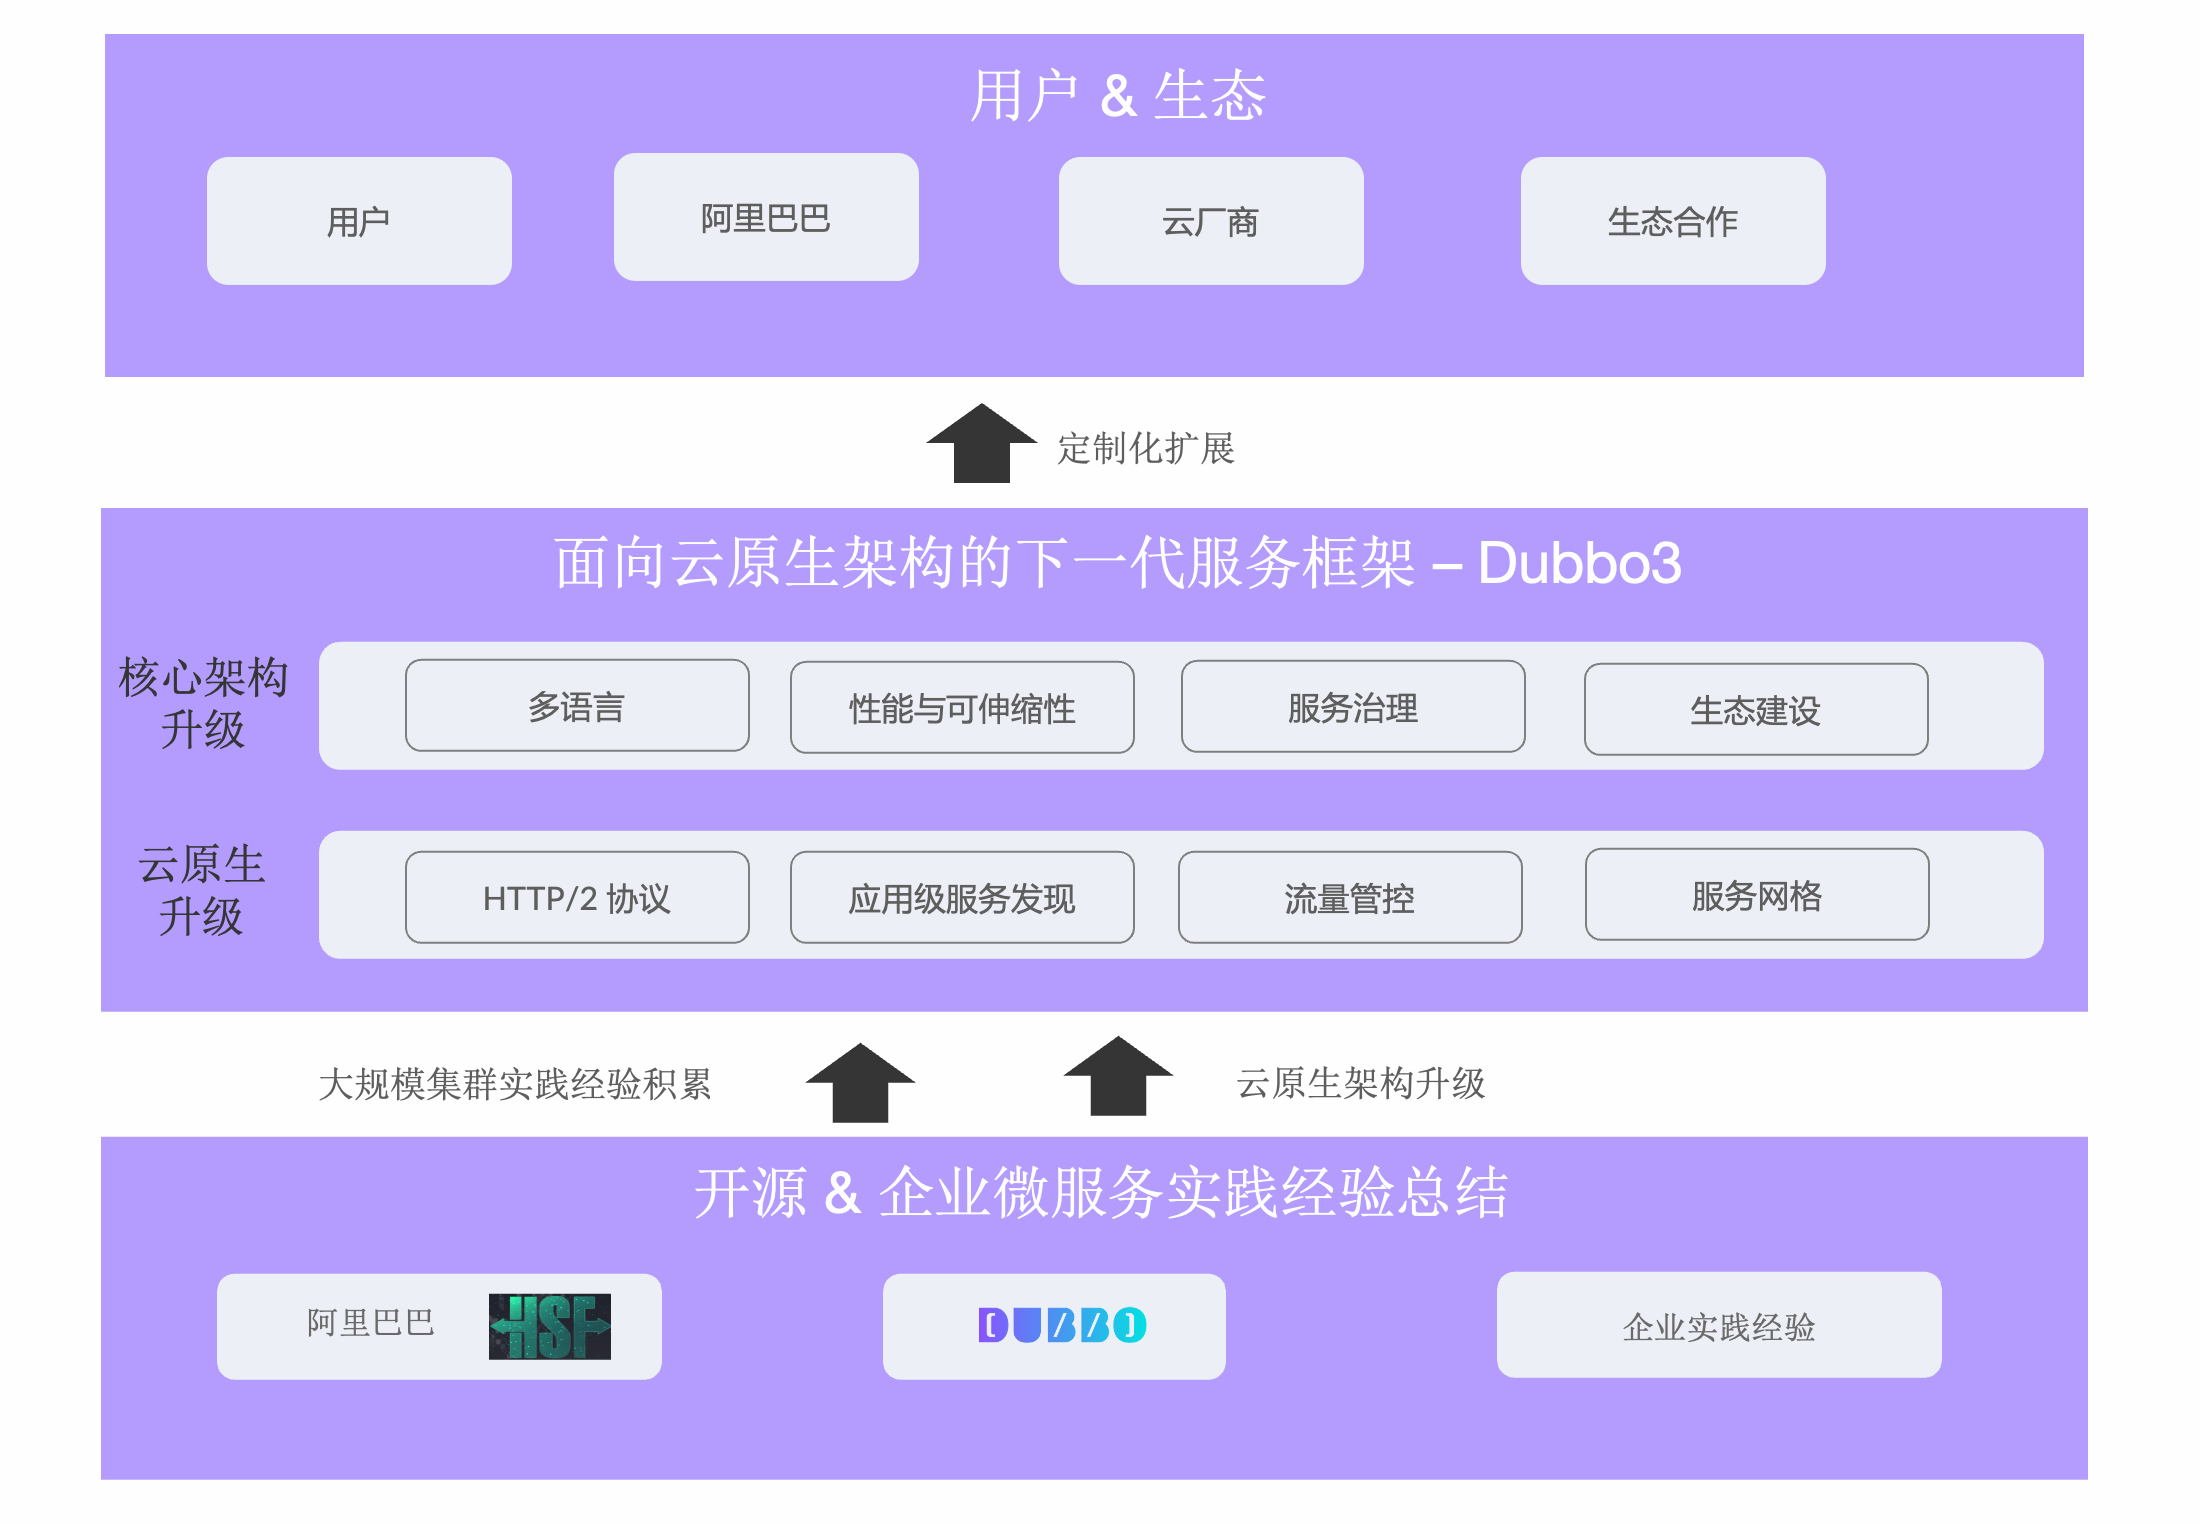 用户 & 生态
用户
阿里巴巴
云厂商
生态合作
定制化扩展
面向云原生架构的下一代服务框架 – Dubbo3
核心架构
升级
多语言
性能与可伸缩性
服务治理
生态建设
云原生
升级
HTTP/2 协议
应用级服务发现
流量管控
服务网格
大规模集群实践经验积累
云原生架构升级
开源 & 企业微服务实践经验总结
阿里巴巴
HSF
DUBBO
企业实践经验